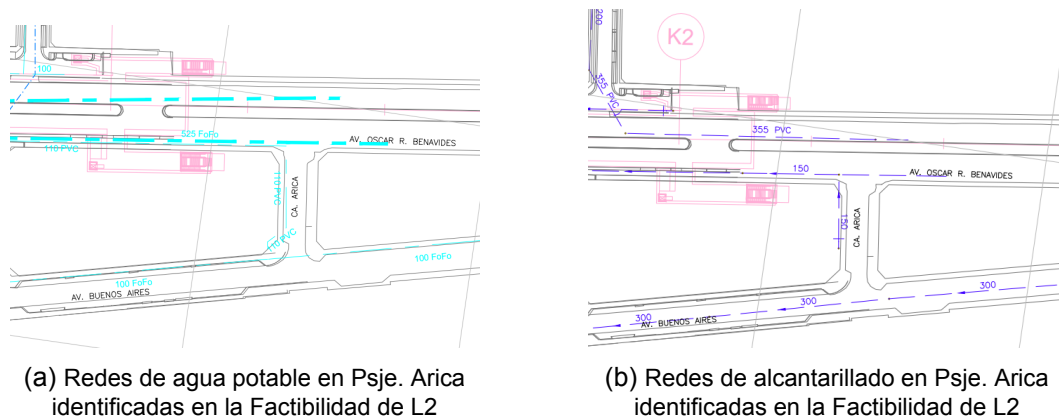 100
525 FoFo
AV. OSCAR R. BENAVIDES
110 PVC
110 PVC
CA. ARICA
110 PVC
100 FoFo
100 FoFo
AV. BUENOS AIRES
(a) Redes de agua potable en Psje. Arica
identificadas en la Factibilidad de L2
200
K2
355 PVC
355 PVC
150
AV. OSCAR R. BENAVIDES
CA. ARICA
150
300
300
300
AV. BUENOS AIRES
(b) Redes de alcantarillado en Psje. Arica
identificadas en la Factibilidad de L2